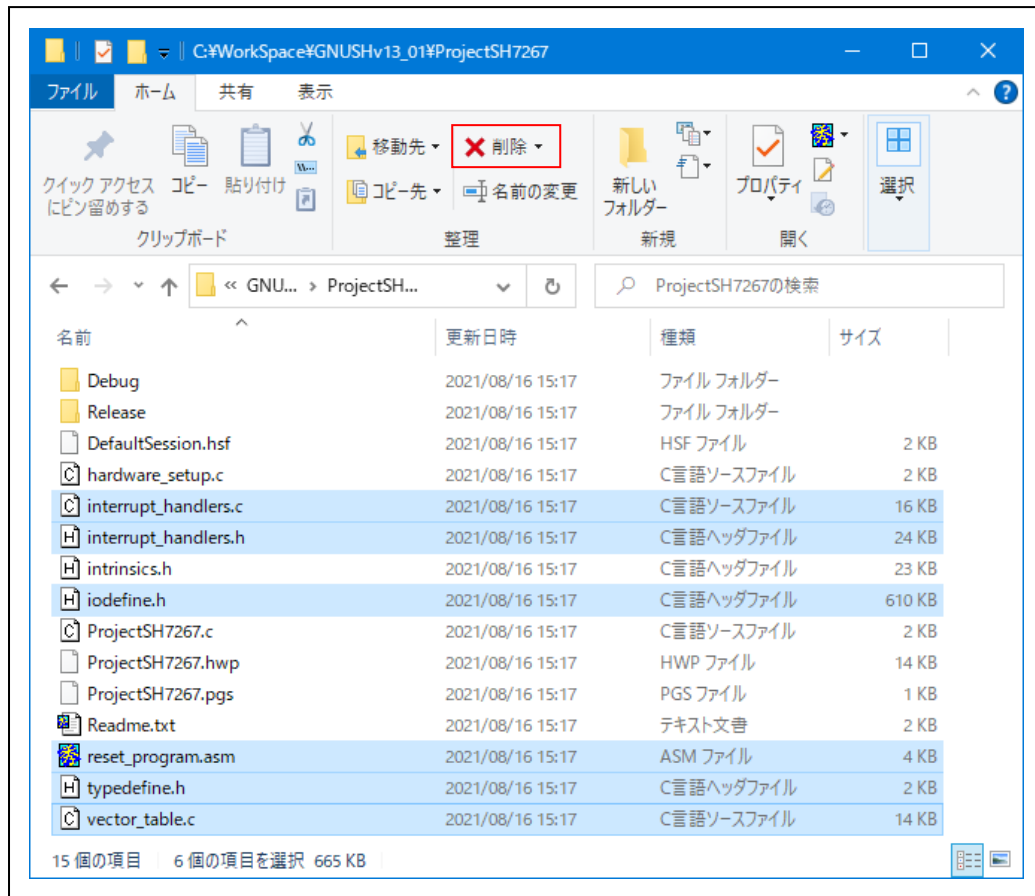 C:¥WorkSpace¥GNUSHv13_01¥ProjectSH7267
ファイル ホーム 共有 表示
クイック アクセス
にピン留めする
コピー
貼り付け
移動先
コピー先
削除
名前の変更
新しい
フォルダー
プロパティ
選択
クリップボード 整理 新規 開く
« GNU... › ProjectSH... ProjectSH7267の検索
名前 更新日時 種類 サイズ
Debug 2021/08/16 15:17 ファイル フォルダー
Release 2021/08/16 15:17 ファイル フォルダー
DefaultSession.hsf 2021/08/16 15:17 HSF ファイル 2 KB
hardware_setup.c 2021/08/16 15:17 C言語ソースファイル 2 KB
interrupt_handlers.c 2021/08/16 15:17 C言語ソースファイル 16 KB
interrupt_handlers.h 2021/08/16 15:17 C言語ヘッダファイル 24 KB
intrinsics.h 2021/08/16 15:17 C言語ヘッダファイル 23 KB
iodefine.h 2021/08/16 15:17 C言語ヘッダファイル 610 KB
ProjectSH7267.c 2021/08/16 15:17 C言語ソースファイル 2 KB
ProjectSH7267.hwp 2021/08/16 15:17 HWP ファイル 14 KB
ProjectSH7267.pgs 2021/08/16 15:17 PGS ファイル 1 KB
Readme.txt 2021/08/16 15:17 テキスト文書 2 KB
reset_program.asm 2021/08/16 15:17 ASM ファイル 4 KB
typedefine.h 2021/08/16 15:17 C言語ヘッダファイル 2 KB
vector_table.c 2021/08/16 15:17 C言語ソースファイル 14 KB
15 個の項目 6 個の項目を選択 665 KB